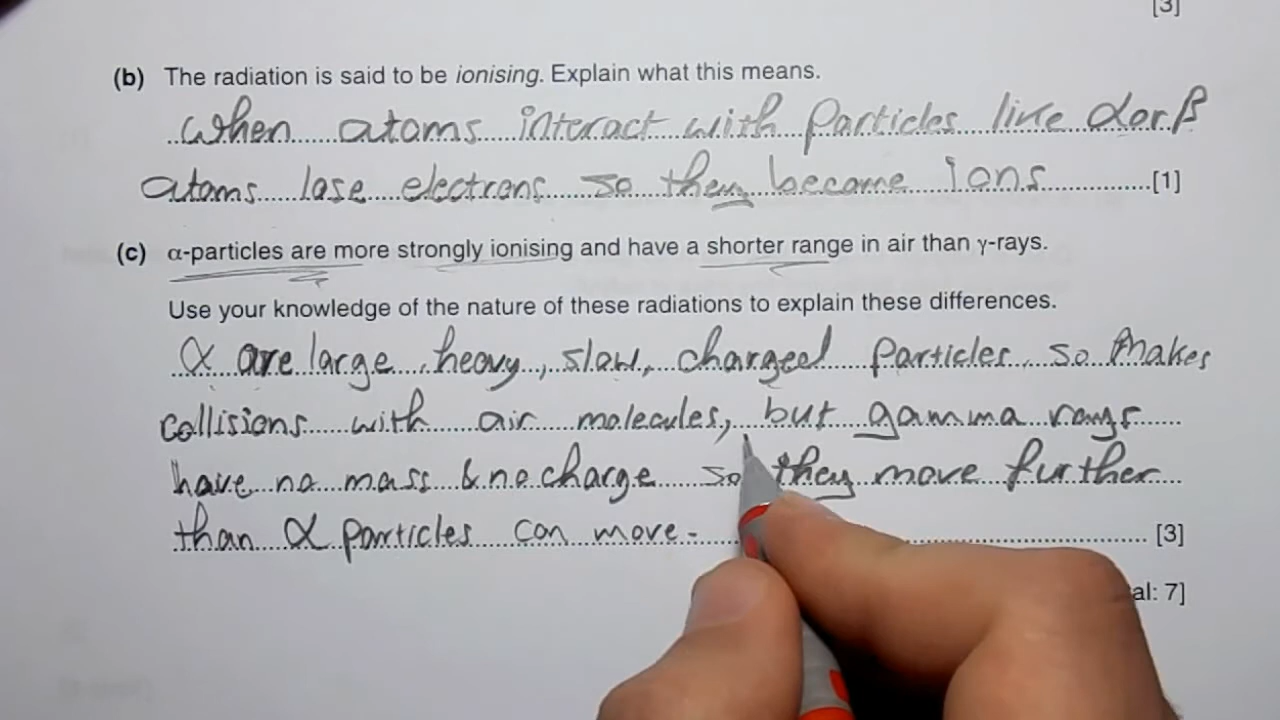 [3]
(b) The radiation is said to be ionising. Explain what this means.
When atoms interact with particles like α or β
atoms lose electrons so they become ions [1]
(c) α-particles are more strongly ionising and have a shorter range in air than γ-rays.
Use your knowledge of the nature of these radiations to explain these differences.
α are large, heavy, slow, charged particles, so makes
collisions with air molecules, but gamma rays
have no mass & no charge so they move further
than α particles can move. [3]
al: 7]